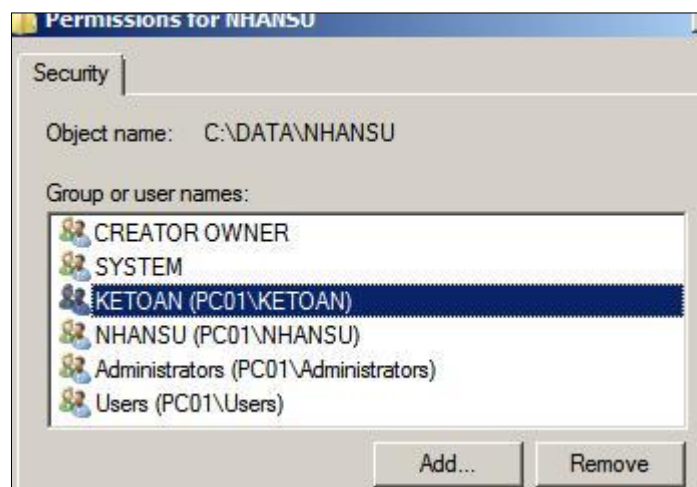 Permissions for NHANSU
Security
Object name: C:\DATA\NHANSU
Group or user names:
CREATOR OWNER
SYSTEM
KETOAN (PC01\KETOAN)
NHANSU (PC01\NHANSU)
Administrators (PC01\Administrators)
Users (PC01\Users)
Add... Remove